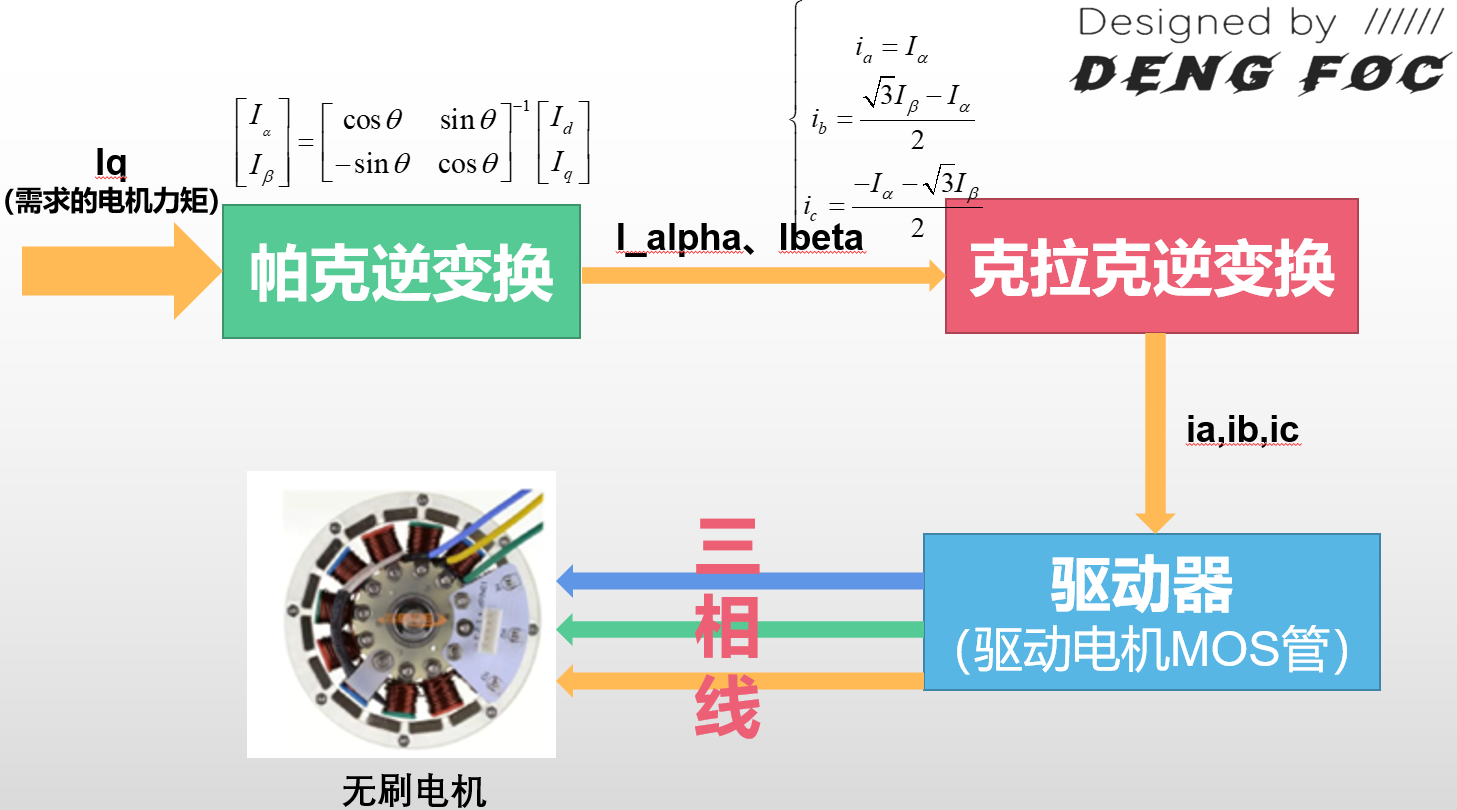 Designed by //////
DENG FOC
Iq
(需求的电机力矩)
[I_α; I_β] = [cosθ sinθ; −sinθ cosθ]^−1 [I_d; I_q]
i_a = I_α
i_b = (√3I_β − I_α)/2
i_c = (−I_α − √3I_β)/2
帕克逆变换
I_alpha、Ibeta
克拉克逆变换
ia,ib,ic
驱动器
（驱动电机MOS管）
三
相
线
无刷电机